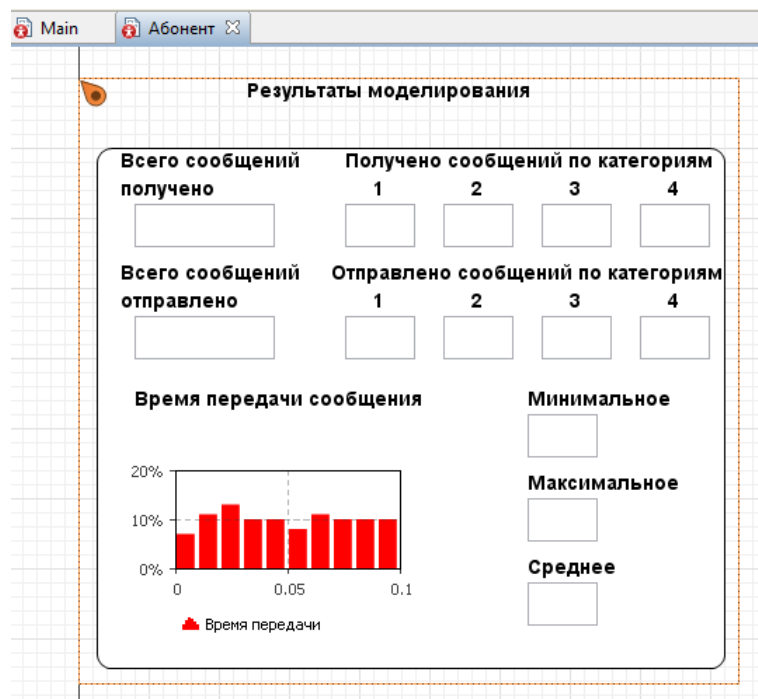 Main Абонент
Результаты моделирования
Всего сообщений Получено сообщений по категориям
получено 1 2 3 4
Всего сообщений Отправлено сообщений по категориям
отправлено 1 2 3 4
Время передачи сообщения Минимальное
20% Максимальное
10%
Среднее
0%
0 0.05 0.1
Время передачи